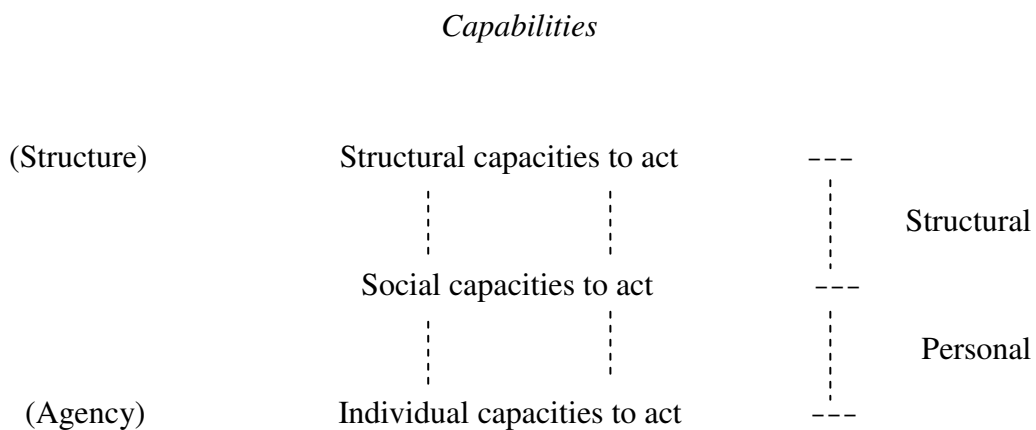 Capabilities
(Structure) Structural capacities to act
Structural
Social capacities to act
Personal
(Agency) Individual capacities to act